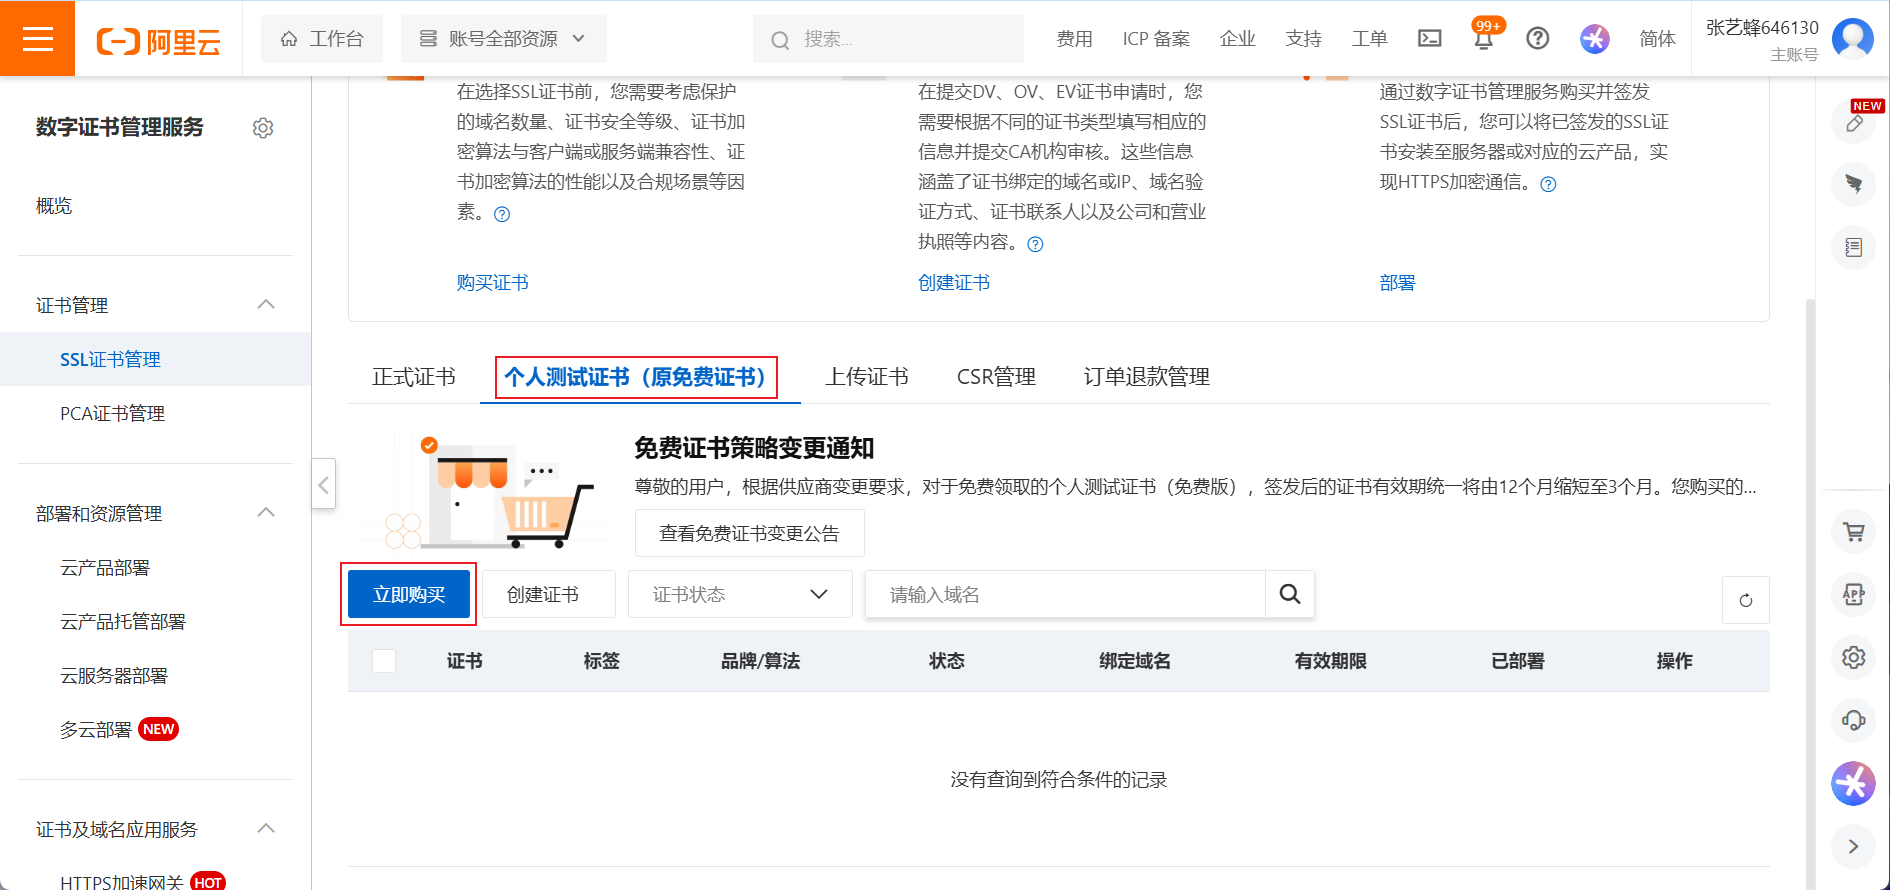 阿里云
工作台
账号全部资源
搜索...
费用
ICP 备案
企业
支持
工单
99+
简体
张艺蜂646130
主账号
数字证书管理服务
概览
证书管理
SSL证书管理
PCA证书管理
部署和资源管理
云产品部署
云产品托管部署
云服务器部署
多云部署 NEW
证书及域名应用服务
HTTPS加速网关 HOT
在选择SSL证书前，您需要考虑保护
的域名数量、证书安全等级、证书加
密算法与客户端或服务端兼容性、证
书加密算法的性能以及合规场景等因
素。
购买证书
在提交DV、OV、EV证书申请时，您
需要根据不同的证书类型填写相应的
信息并提交CA机构审核。这些信息
涵盖了证书绑定的域名或IP、域名验
证方式、证书联系人以及公司和营业
执照等内容。
创建证书
通过数字证书管理服务购买并签发
SSL证书后，您可以将已签发的SSL证
书安装至服务器或对应的云产品，实
现HTTPS加密通信。
部署
正式证书
个人测试证书（原免费证书）
上传证书
CSR管理
订单退款管理
免费证书策略变更通知
尊敬的用户，根据供应商变更要求，对于免费领取的个人测试证书（免费版），签发后的证书有效期统一将由12个月缩短至3个月。您购买的...
查看免费证书变更公告
立即购买
创建证书
证书状态
请输入域名
证书
标签
品牌/算法
状态
绑定域名
有效期限
已部署
操作
没有查询到符合条件的记录
NEW
APP